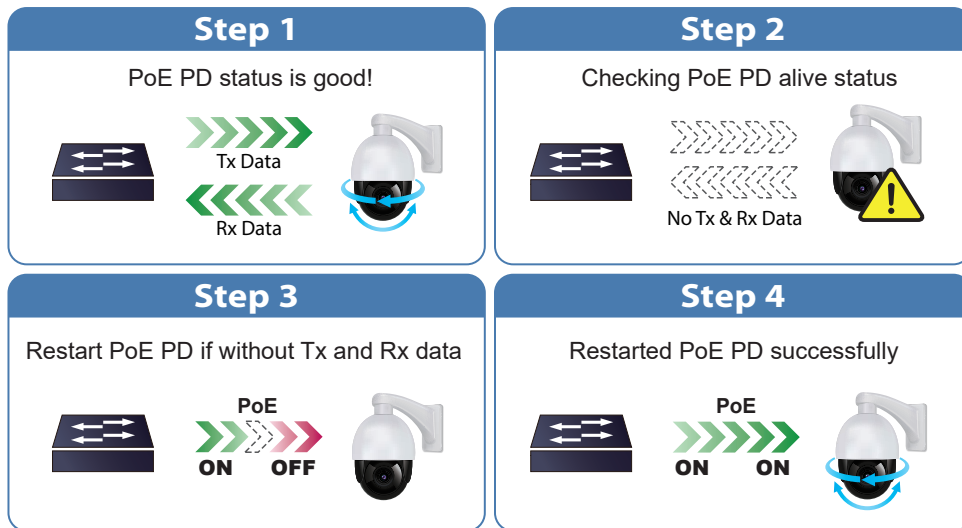 Step 1
PoE PD status is good!
Tx Data
Rx Data
Step 2
Checking PoE PD alive status
No Tx & Rx Data
Step 3
Restart PoE PD if without Tx and Rx data
PoE
ON OFF
Step 4
Restarted PoE PD successfully
PoE
ON ON